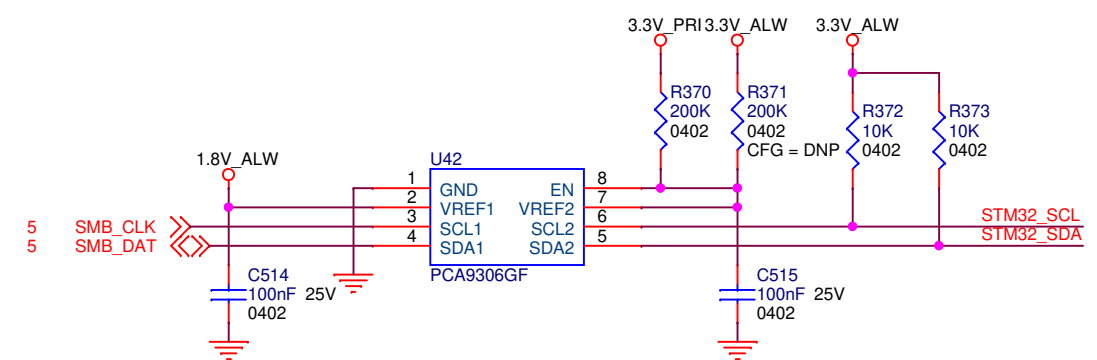 3.3V_PRI 3.3V_ALW 3.3V_ALW
R370
200K
0402
R371
200K
0402
CFG = DNP
R372
10K
0402
R373
10K
0402
1.8V_ALW
U42
1 GND EN 8
2 VREF1 VREF2 7
3 SCL1 SCL2 6
4 SDA1 SDA2 5
PCA9306GF
5 SMB_CLK
5 SMB_DAT
STM32_SCL
STM32_SDA
C514
100nF 25V
0402
C515
100nF 25V
0402